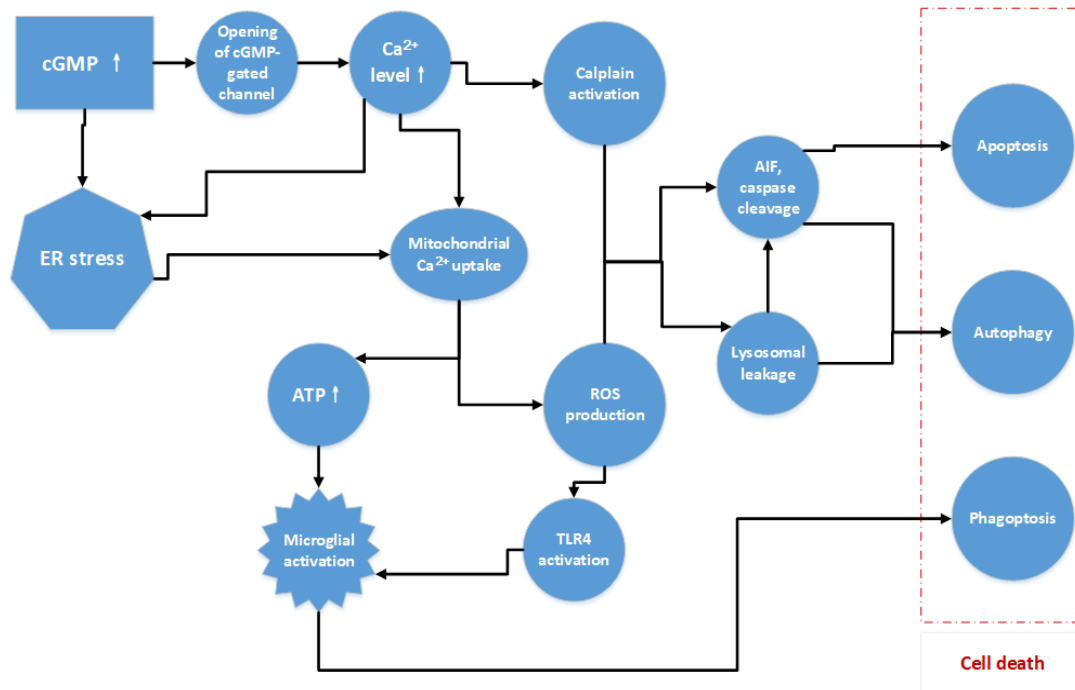 cGMP ↑
Opening
of cGMP-
gated
channel
Ca²⁺
level ↑
Calplain
activation
AIF,
caspase
cleavage
Apoptosis
ER stress
Mitochondrial
Ca²⁺ uptake
Lysosomal
leakage
Autophagy
ATP ↑
ROS
production
Microglial
activation
TLR4
activation
Phagoptosis
Cell death